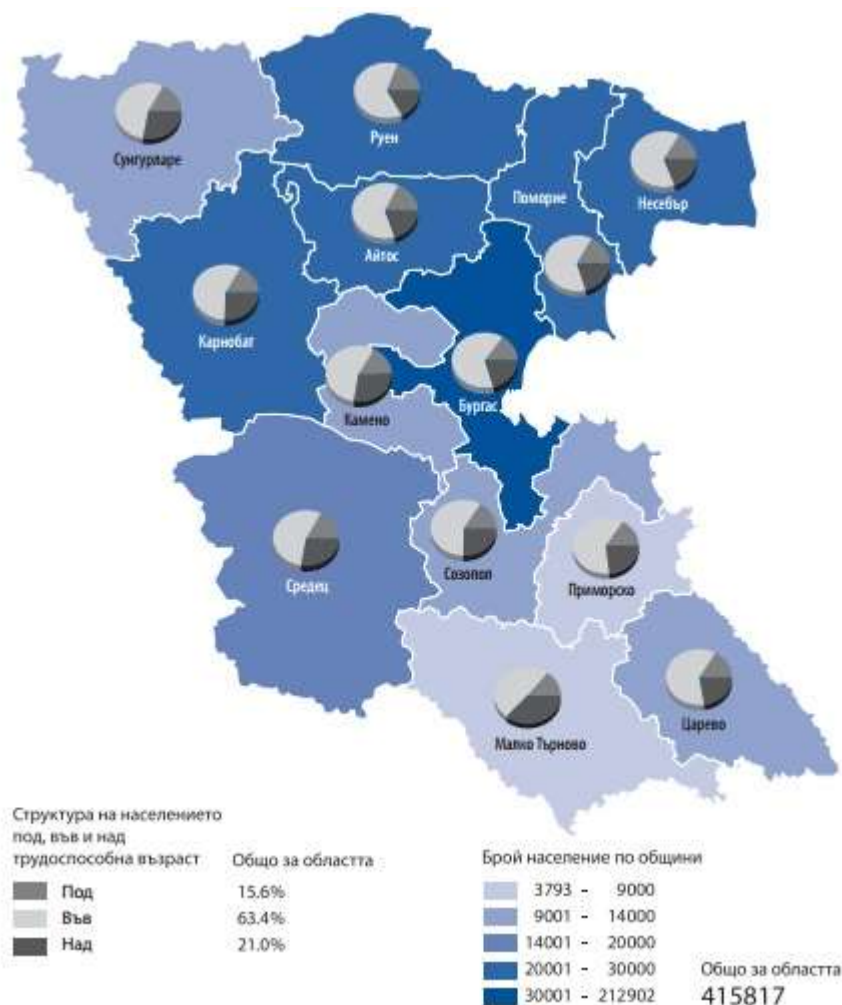 Сунгурларе
Руен
Поморие
Несебър
Айтос
Карнобат
Камено
Бургас
Средец
Созопол
Приморско
Малко Търново
Царево
Структура на населението
под, във и над
трудоспособна възраст Общо за областта
Под 15.6%
Във 63.4%
Над 21.0%
Брой население по общини
3793 - 9000
9001 - 14000
14001 - 20000
20001 - 30000
30001 - 212902
Общо за областта
415817